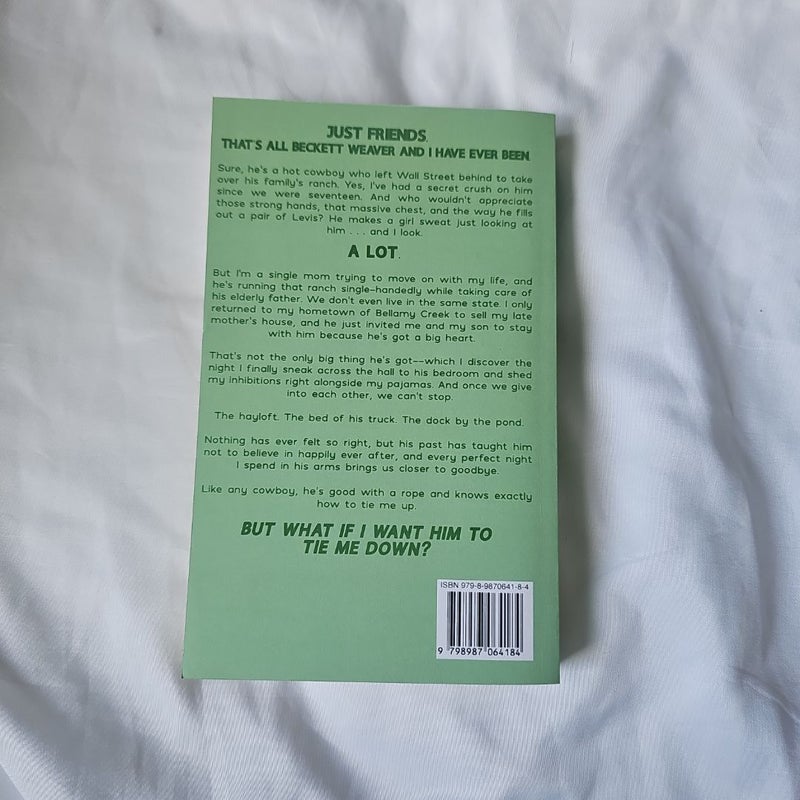 JUST FRIENDS.
THAT'S ALL BECKETT WEAVER AND I HAVE EVER BEEN.
Sure, he's a hot cowboy who left Wall Street behind to take
over his family's ranch. Yes, I've had a secret crush on him
since we were seventeen. And who wouldn't appreciate
those strong hands, that massive chest, and the way he fills
out a pair of Levis? He makes a girl sweat just looking at
him . . . and I look.
A LOT.
But I'm a single mom trying to move on with my life, and
he's running that ranch single-handedly while taking care of
his elderly father. We don't even live in the same state. I only
returned to my hometown of Bellamy Creek to sell my late
mother's house, and he just invited me and my son to stay
with him because he's got a big heart.
That's not the only big thing he's got--which I discover the
night I finally sneak across the hall to his bedroom and shed
my inhibitions right alongside my pajamas. And once we give
into each other, we can't stop.
The hayloft. The bed of his truck. The dock by the pond.
Nothing has ever felt so right, but his past has taught him
not to believe in happily ever after, and every perfect night
I spend in his arms brings us closer to goodbye.
Like any cowboy, he's good with a rope and knows exactly
how to tie me up.
BUT WHAT IF I WANT HIM TO
TIE ME DOWN?
ISBN 979-8-9870641-8-4
9 798987 064184